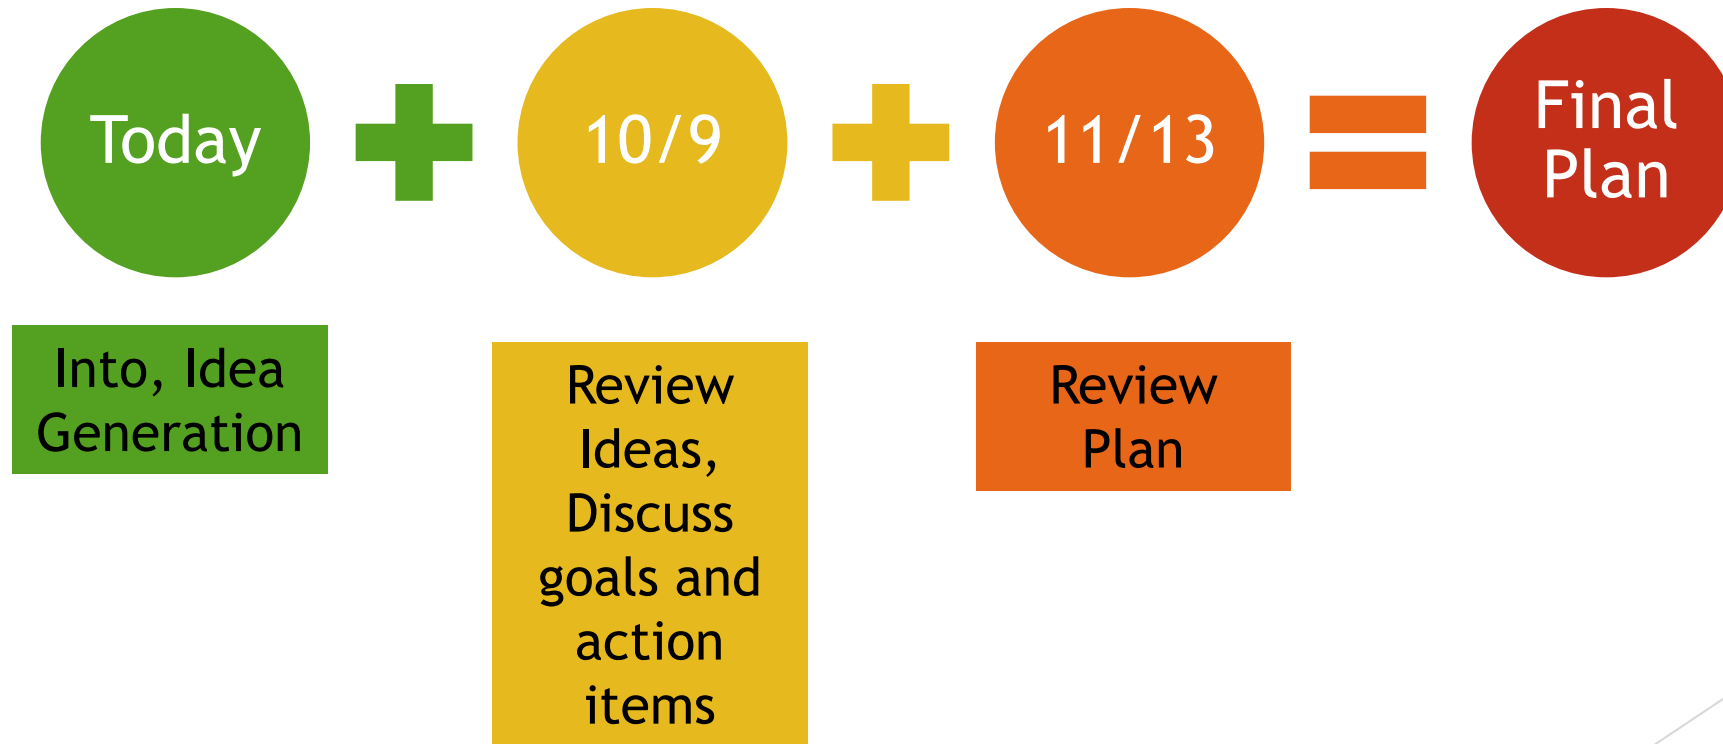 Today
10/9
11/13
Final
Plan
Into, Idea
Generation
Review
Ideas,
Discuss
goals and
action
items
Review
Plan